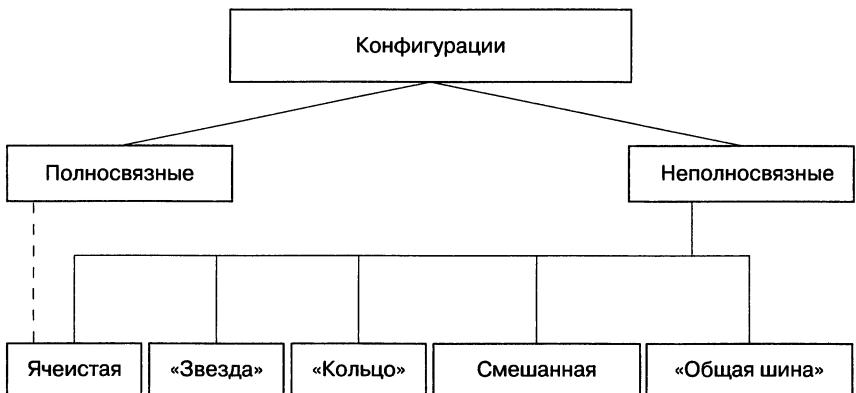 Конфигурации
Полносвязные
Неполносвязные
Ячеистая
«Звезда»
«Кольцо»
Смешанная
«Общая шина»